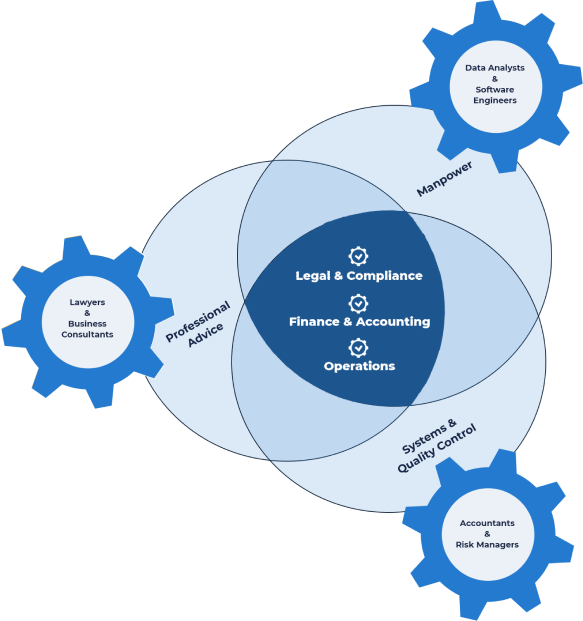 Data Analysts
&
Software
Engineers
Manpower
Legal & Compliance
Finance & Accounting
Operations
Lawyers
&
Business
Consultants
Professional
Advice
Systems &
Quality Control
Accountants
&
Risk Managers